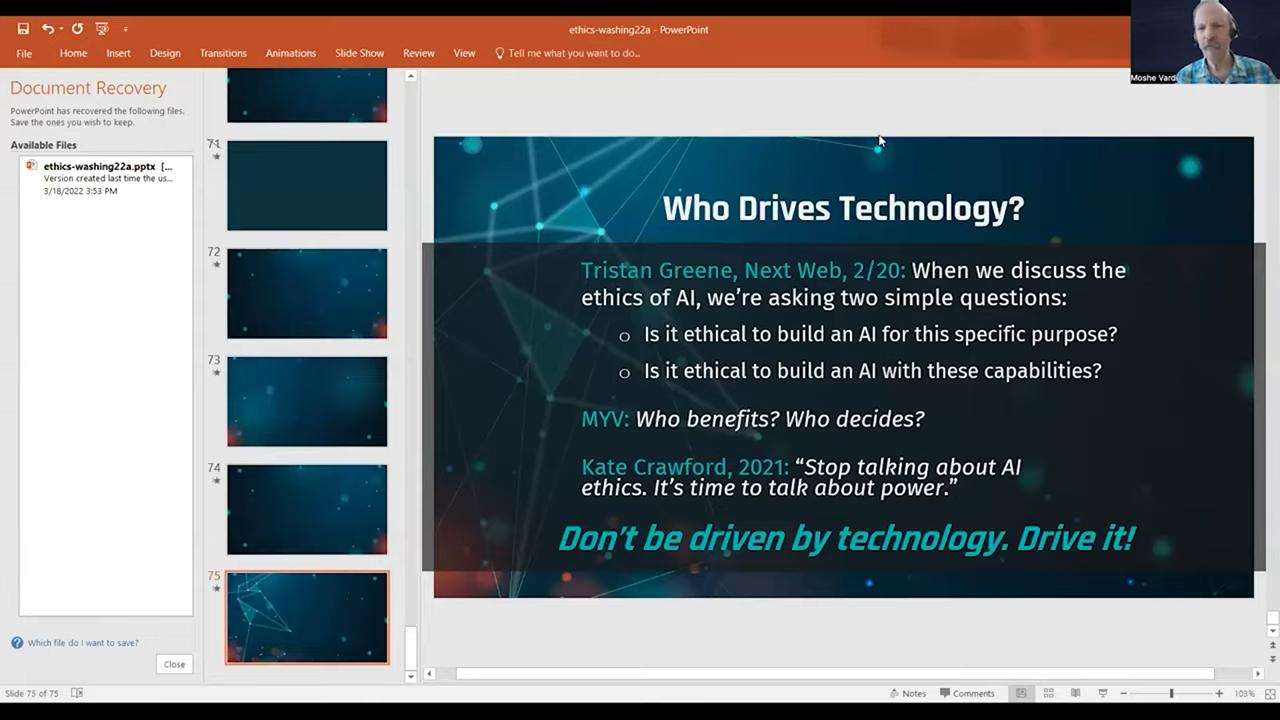 ethics-washing22a - PowerPoint
File Home Insert Design Transitions Animations Slide Show Review View Tell me what you want to do...
Moshe Vard
Document Recovery
PowerPoint has recovered the following files.
Save the ones you wish to keep.
Available Files
ethics-washing22a.pptx [...
Version created last time the us...
3/18/2022 3:53 PM
Which file do I want to save?
Close
71
72
73
74
75
Who Drives Technology?
Tristan Greene, Next Web, 2/20: When we discuss the
ethics of AI, we’re asking two simple questions:
o Is it ethical to build an AI for this specific purpose?
o Is it ethical to build an AI with these capabilities?
MYV: Who benefits? Who decides?
Kate Crawford, 2021: “Stop talking about AI
ethics. It’s time to talk about power.”
Don’t be driven by technology. Drive it!
Slide 75 of 75
Notes Comments 103%